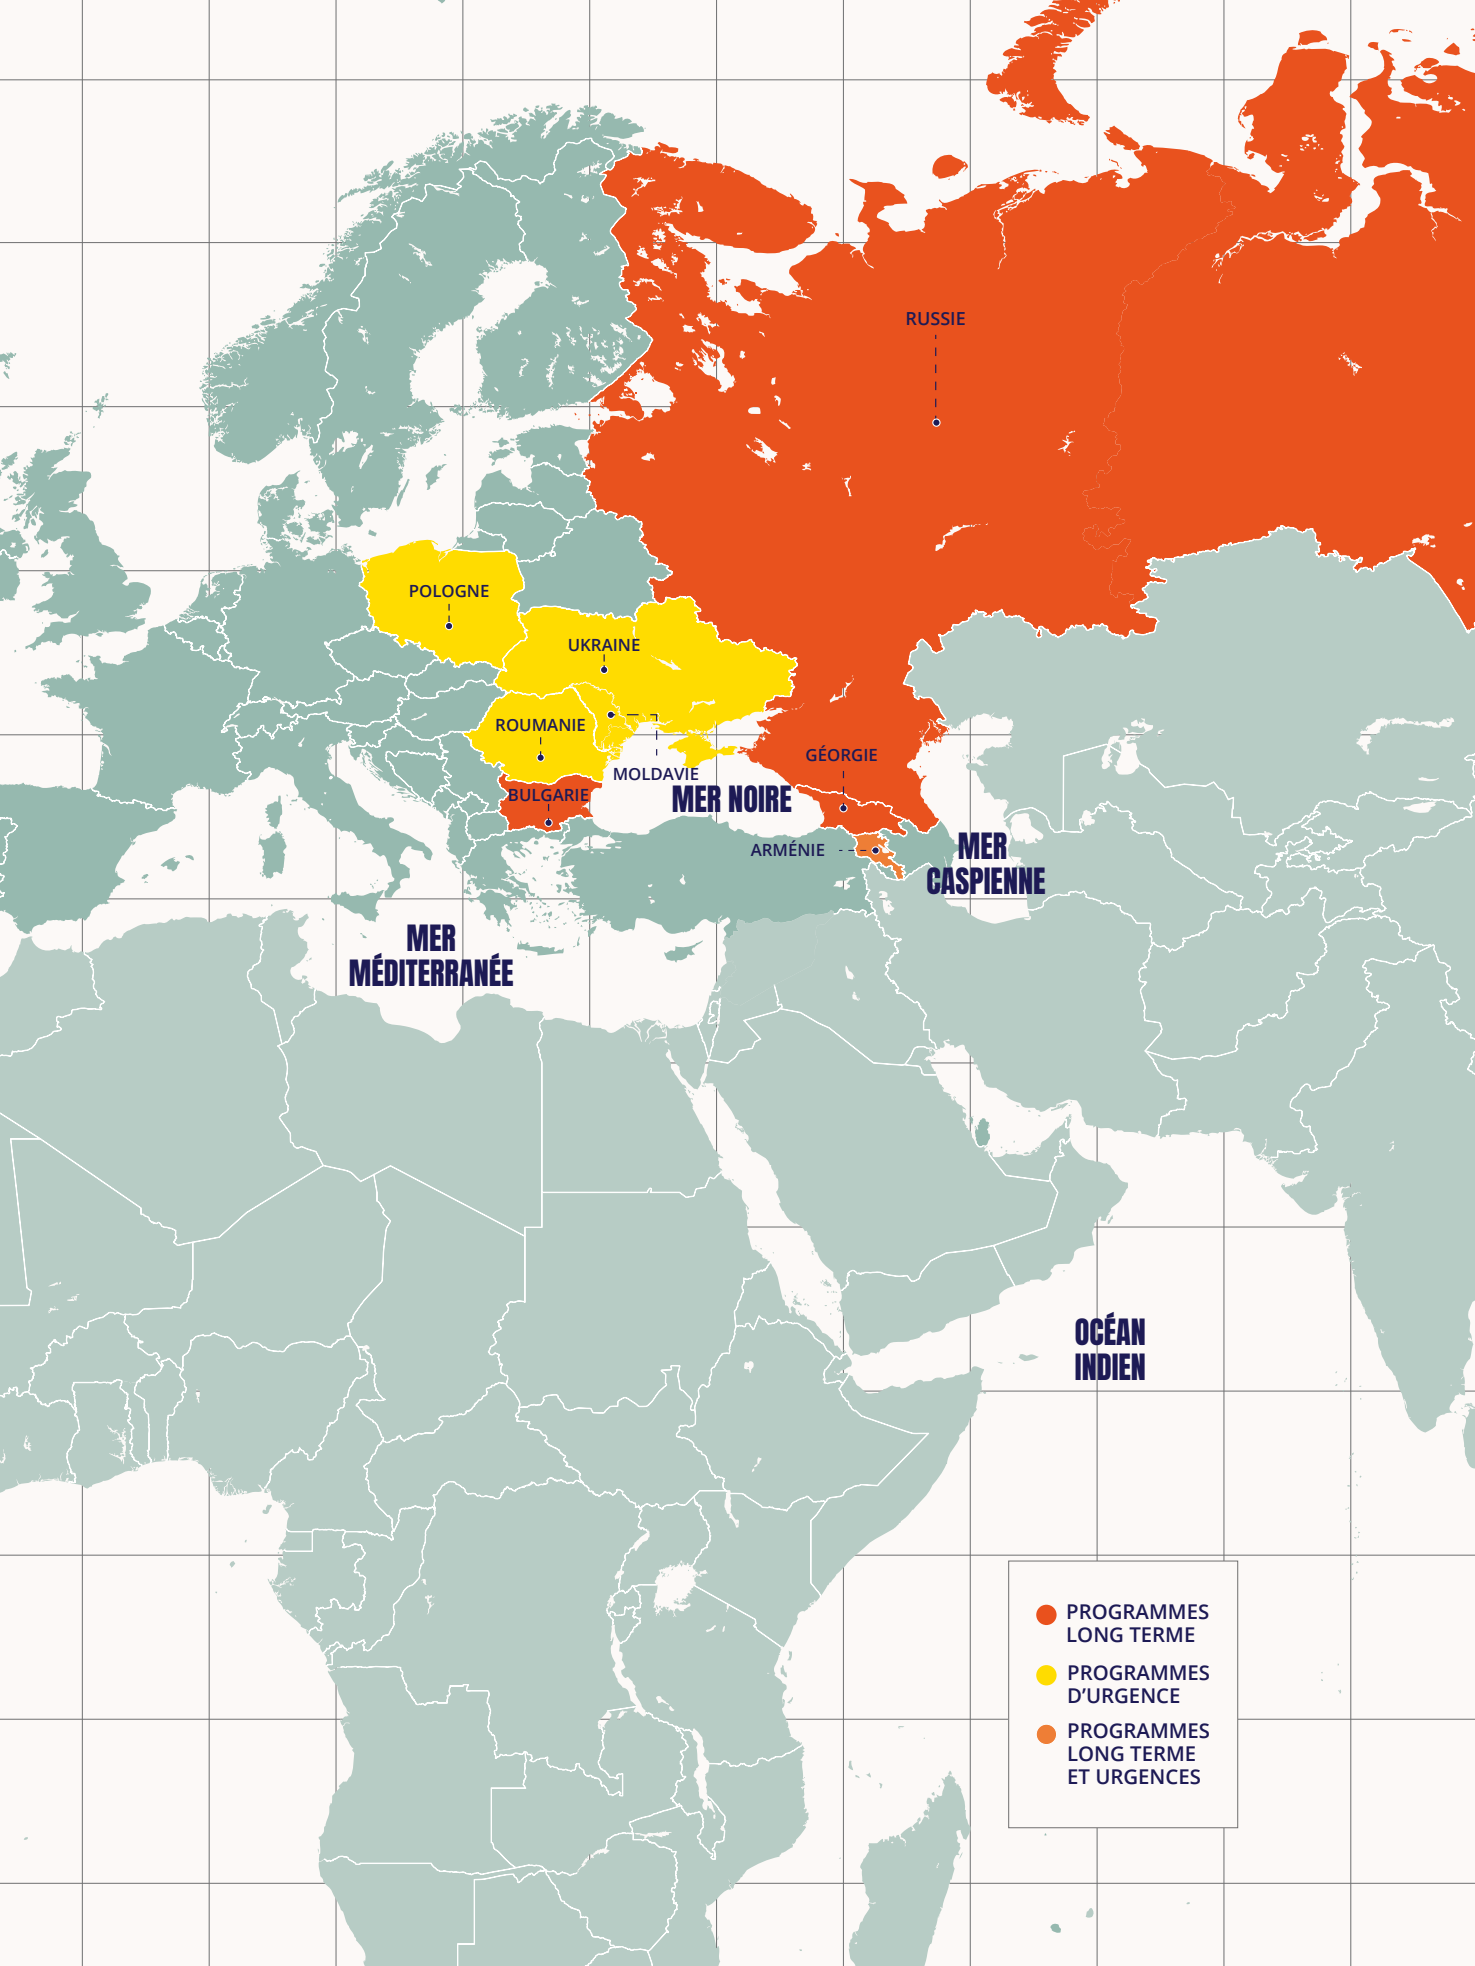 RUSSIE
POLOGNE
UKRAINE
ROUMANIE
GÉORGIE
MOLDAVIE
BULGARIE
MER NOIRE
ARMÉNIE
MER
CASPIENNE
MER
MÉDITERRANÉE
OCÉAN
INDIEN
PROGRAMMES
LONG TERME
PROGRAMMES
D’URGENCE
PROGRAMMES
LONG TERME
ET URGENCES